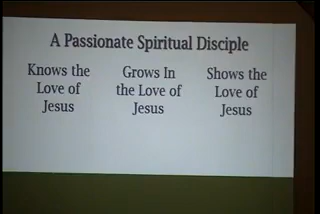 A Passionate Spiritual Disciple
Knows the
Love of
Jesus
Grows In
the Love of
Jesus
Shows the
Love of
Jesus